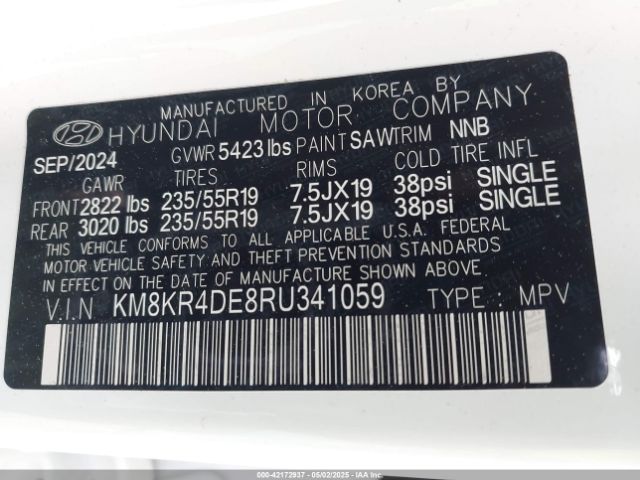 MANUFACTURED IN KOREA BY
HYUNDAI MOTOR COMPANY
SEP/2024 GVWR 5423 lbs PAINT SAW TRIM NNB
GAWR TIRES RIMS COLD TIRE INFL
FRONT 2822 lbs 235/55R19 7.5JX19 38psi SINGLE
REAR 3020 lbs 235/55R19 7.5JX19 38psi SINGLE
THIS VEHICLE CONFORMS TO ALL APPLICABLE U.S.A. FEDERAL
MOTOR VEHICLE SAFETY AND THEFT PREVENTION STANDARDS
IN EFFECT ON THE DATE OF MANUFACTURE SHOWN ABOVE.
V.I.N KM8KR4DE8RU341059 TYPE : MPV
000-42172937 - 05/02/2025 - IAA Inc.